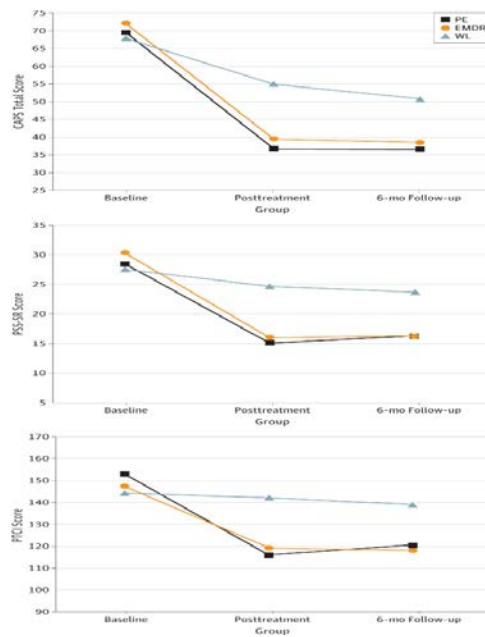 75
70
65
60
55
50
45
40
35
30
25
CAPS Total Score
PE
EMDR
WL
Baseline
Posttreatment
6-mo Follow-up
Group
35
30
25
20
15
10
5
PSS-SR Score
Baseline
Posttreatment
6-mo Follow-up
Group
170
160
150
140
130
120
110
100
90
PTCI Score
Baseline
Posttreatment
6-mo Follow-up
Group